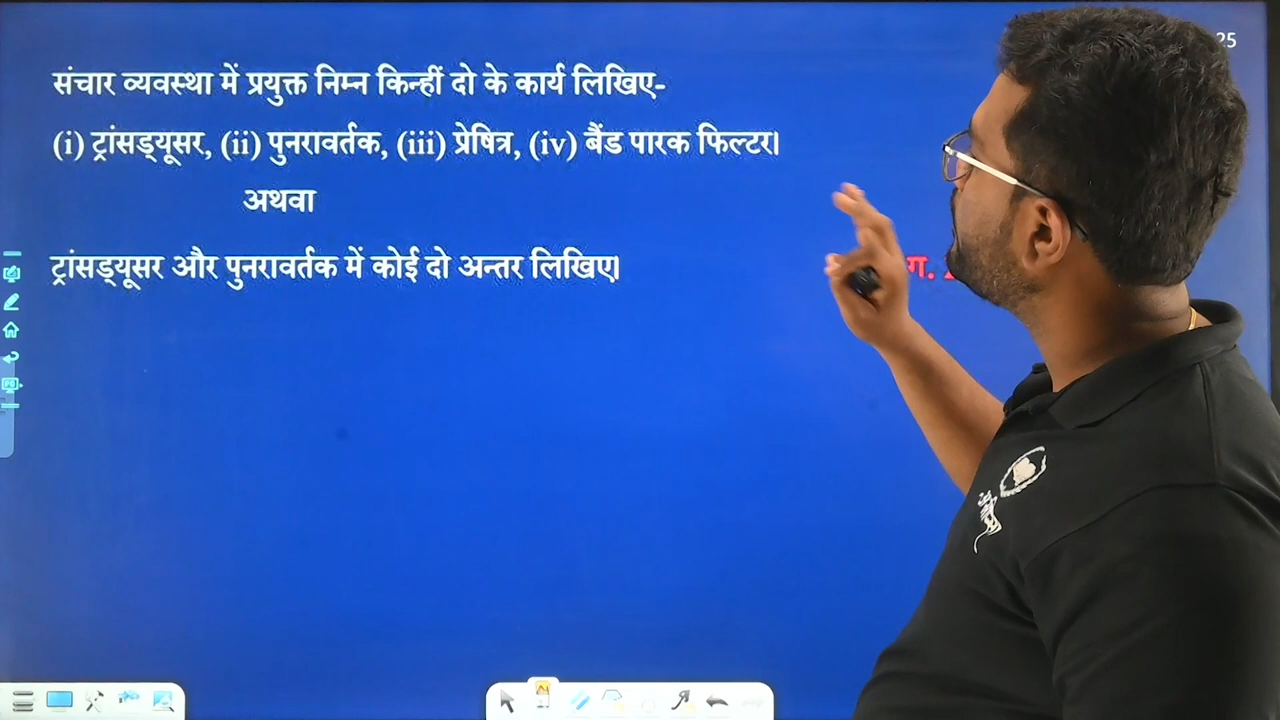 25
संचार व्यवस्था में प्रयुक्त निम्न किन्हीं दो के कार्य लिखिए-
(i) ट्रांसड्यूसर, (ii) पुनरावर्तक, (iii) प्रेषित्र, (iv) बैंड पारक फिल्टर।
अथवा
ट्रांसड्यूसर और पुनरावर्तक में कोई दो अन्तर लिखिए।